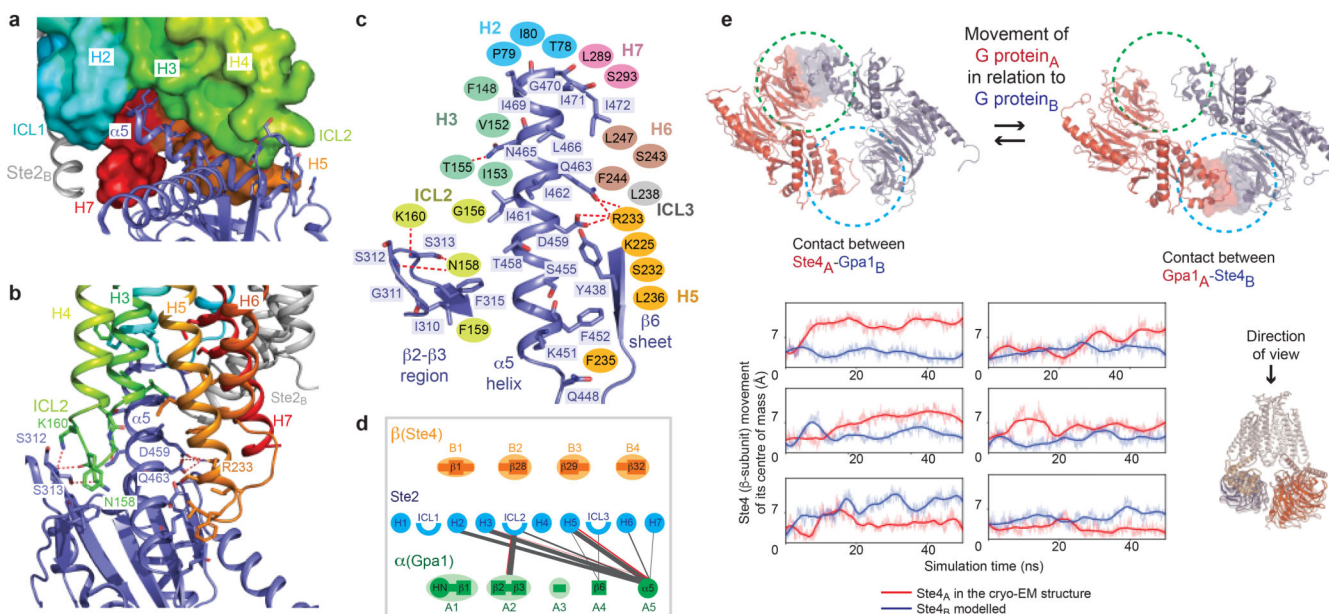 a
H2
H3
H4
ICL1
α5
ICL2
Ste2B
H5
H7
b
H3
H6
H4
H5
Ste2B
ICL2
K160
α5
H7
S312
D459
R233
S313
Q463
N158
c
H2
I80
P79
T78
L289
H7
S293
G470
F148
I469
I471
I472
H3
V152
H6
L247
N465
L466
S243
T155
I153
Q463
F244
ICL2
I462
L238
G156
I461
ICL3
K160
R233
D459
S313
K225
S312
N158
T458
S455
S232
G311
Y438
L236
H5
F315
I310
F159
F452
β6
sheet
β2-β3
region
α5
helix
K451
F235
Q448
d
β(Ste4)
B1
B2
B3
B4
β1
β28
β29
β32
Ste2
H1
ICL1
H2
H3
ICL2
H4
H5
ICL3
H6
H7
α(Gpa1)
HN
β1
β2
β3
β6
α5
A1
A2
A3
A4
A5
e
Movement of
G proteinA
in relation to
G proteinB
Contact between
Ste4A-Gpa1B
Contact between
Gpa1A-Ste4B
Ste4 (β-subunit) movement
of its centre of mass (Å)
7
20
40
7
20
40
7
20
40
7
20
40
7
20
40
7
20
40
Simulation time (ns)
Direction
of view
Ste4A in the cryo-EM structure
Ste4B modelled